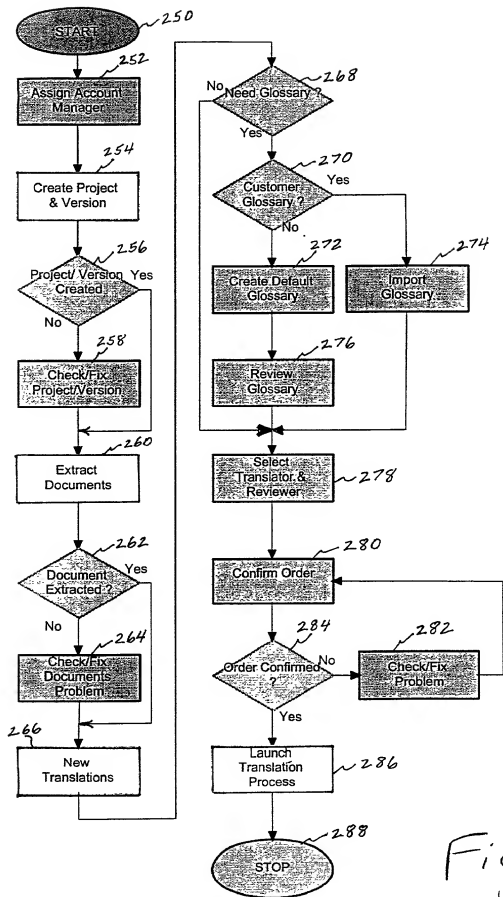 START
250
Assign Account
Manager
252
Create Project
& Version
254
Project/ Version
Created
256
Yes
No
Check/Fix
Project/Version
258
Extract
Documents
260
Document
Extracted ?
262
Yes
No
Check/Fix
Documents
Problem
264
New
Translations
266
Need Glossary ?
268
No
Yes
Customer
Glossary ?
270
Yes
No
Create Default
Glossary
272
Import
Glossary
274
Review
Glossary
276
Select
Translator &
Reviewer
278
Confirm Order
280
Order Confirmed
?
284
No
Check/Fix
Problem
282
Yes
Launch
Translation
Process
286
STOP
288